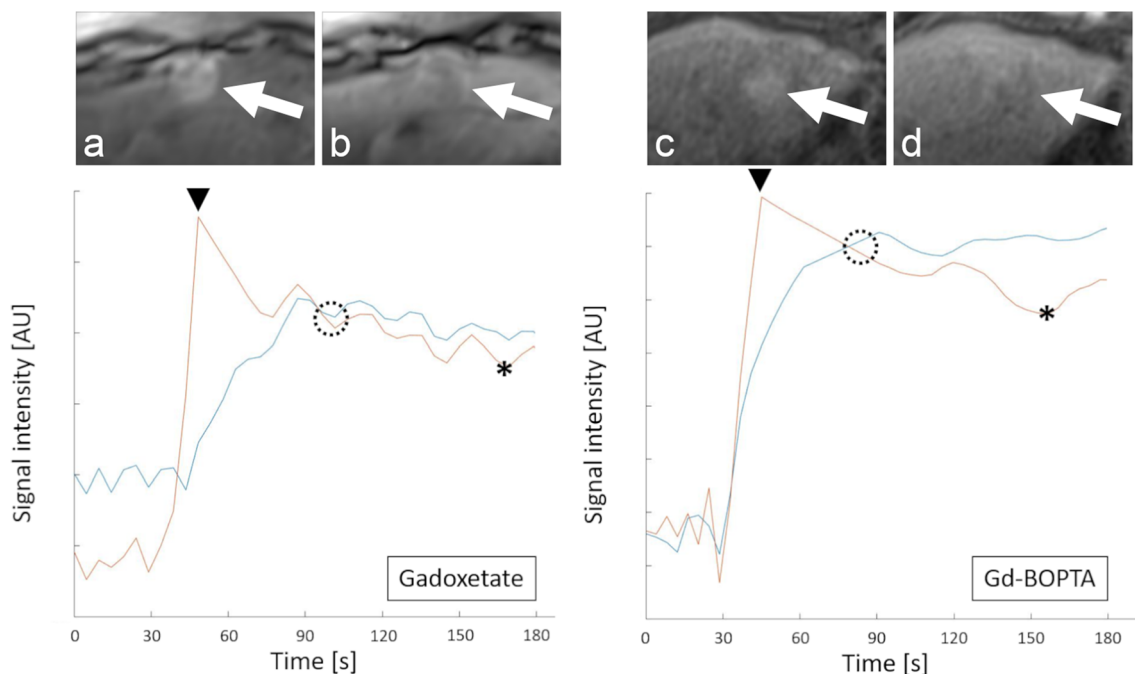 a
b
c
d
Signal intensity [AU]
*
Gadoxetate
0 30 60 90 120 150 180
Time [s]
Signal intensity [AU]
*
Gd-BOPTA
0 30 60 90 120 150 180
Time [s]